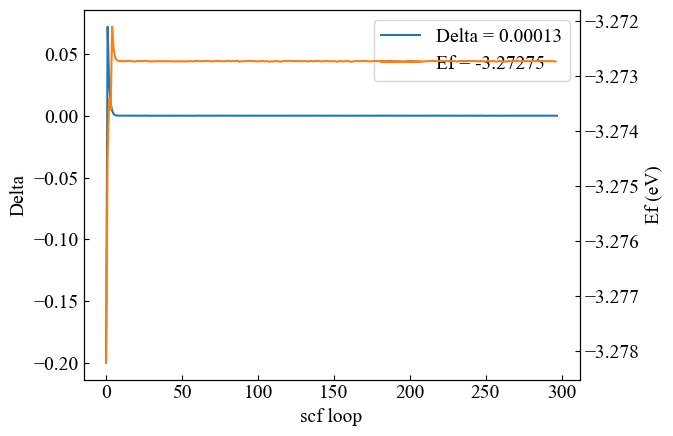 Delta = 0.00013
Ef = -3.27275
0.05
0.00
−0.05
−0.10
−0.15
−0.20
Delta
−3.272
−3.273
−3.274
−3.275
−3.276
−3.277
−3.278
Ef (eV)
0 50 100 150 200 250 300
scf loop